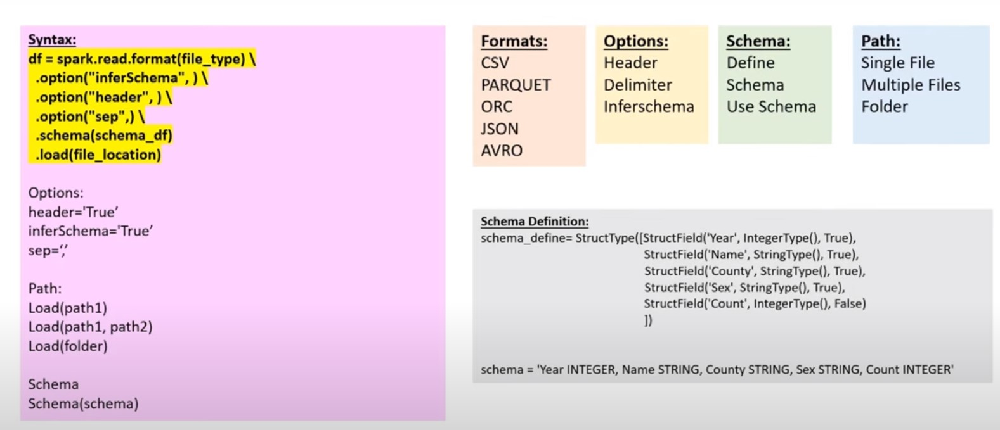 Syntax:
df = spark.read.format(file_type) \
.option("inferSchema", ) \
.option("header", ) \
.option("sep",) \
.schema(schema_df)
.load(file_location)
Options:
header='True’
inferSchema='True’
sep=‘,’
Path:
Load(path1)
Load(path1, path2)
Load(folder)
Schema
Schema(schema)
Formats:
CSV
PARQUET
ORC
JSON
AVRO
Options:
Header
Delimiter
Inferschema
Schema:
Define
Schema
Use Schema
Path:
Single File
Multiple Files
Folder
Schema Definition:
schema_define= StructType([StructField('Year', IntegerType(), True),
StructField('Name', StringType(), True),
StructField('County', StringType(), True),
StructField('Sex', StringType(), True),
StructField('Count', IntegerType(), False)
])
schema = 'Year INTEGER, Name STRING, County STRING, Sex STRING, Count INTEGER'